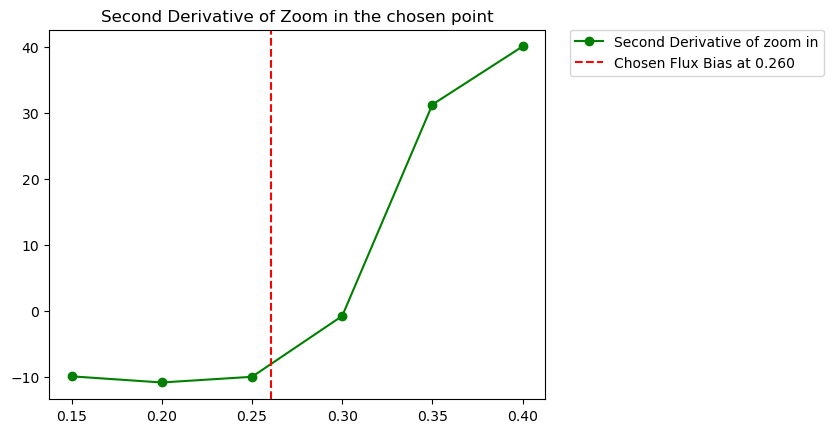 Second Derivative of Zoom in the chosen point
Second Derivative of zoom in
Chosen Flux Bias at 0.260
40
30
20
10
0
−10
0.15 0.20 0.25 0.30 0.35 0.40